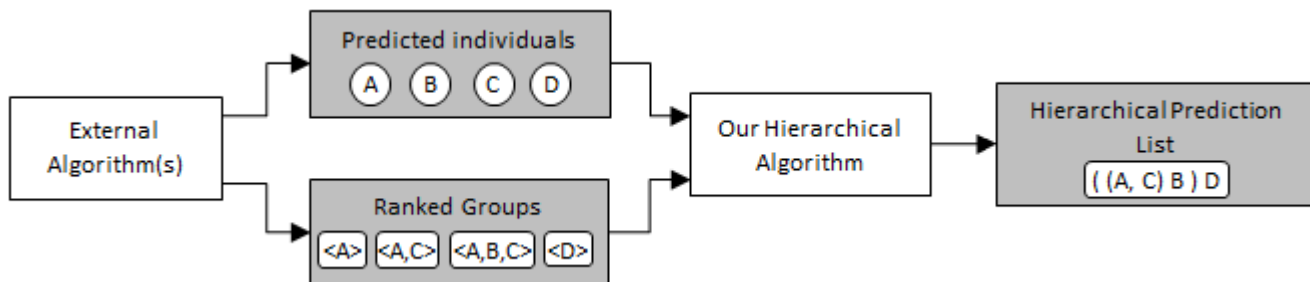 External
Algorithm(s)
Predicted individuals
A B C D
Ranked Groups
<A> <A,C> <A,B,C> <D>
Our Hierarchical
Algorithm
Hierarchical Prediction
List
( (A, C) B ) D